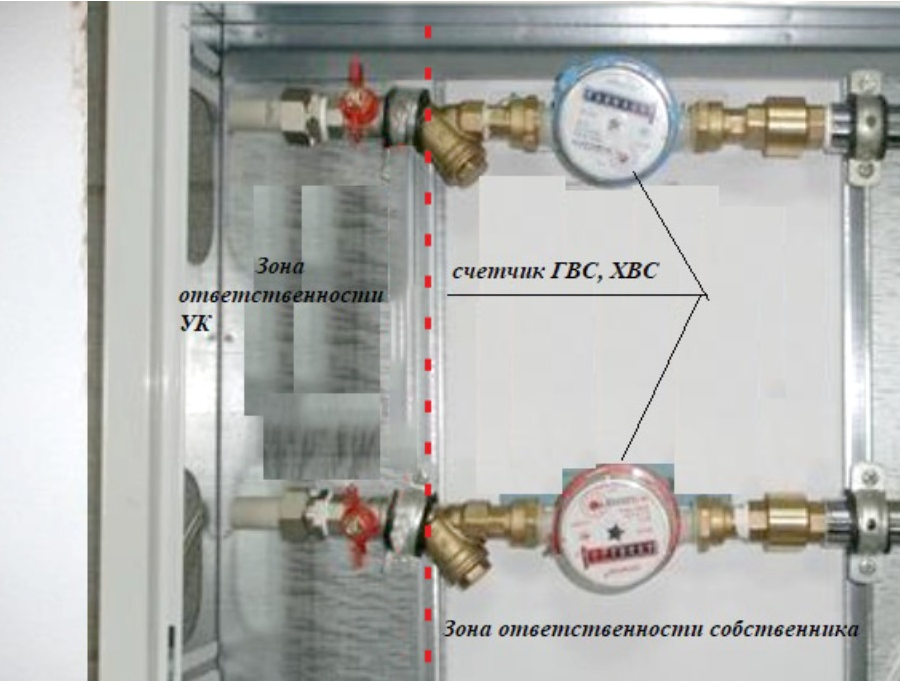 Зона
ответственности
УК
счетчик ГВС, ХВС
Зона ответственности собственника